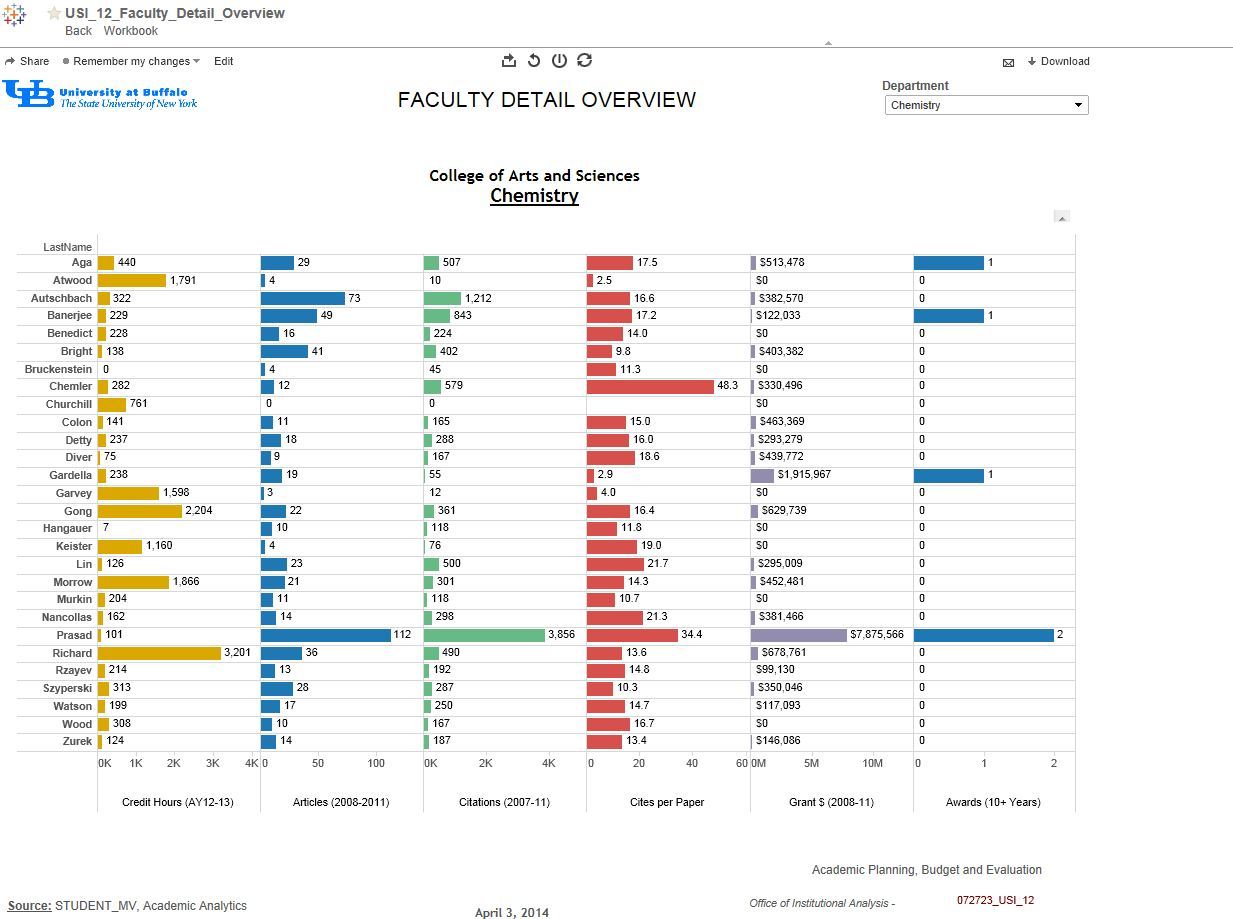 USI_12_Faculty_Detail_Overview
Back Workbook
Share Remember my changes Edit Download
University at Buffalo
The State University of New York
FACULTY DETAIL OVERVIEW
Department
Chemistry
College of Arts and Sciences
Chemistry
LastName
Aga 440 29 507 17.5 $513,478 1
Atwood 1,791 4 10 2.5 $0 0
Autschbach 322 73 1,212 16.6 $382,570 0
Banerjee 229 49 843 17.2 $122,033 1
Benedict 228 16 224 14.0 $0 0
Bright 138 41 402 9.8 $403,382 0
Bruckenstein 0 4 45 11.3 $0 0
Chemler 282 12 579 48.3 $330,496 0
Churchill 761 0 0 $0 0
Colon 141 11 165 15.0 $463,369 0
Detty 237 18 288 16.0 $293,279 0
Diver 75 9 167 18.6 $439,772 0
Gardella 238 19 55 2.9 $1,915,967 1
Garvey 1,598 3 12 4.0 $0 0
Gong 2,204 22 361 16.4 $629,739 0
Hangauer 7 10 118 11.8 $0 0
Keister 1,160 4 76 19.0 $0 0
Lin 126 23 500 21.7 $295,009 0
Morrow 1,866 21 301 14.3 $452,481 0
Murkin 204 11 118 10.7 $0 0
Nancollas 162 14 298 21.3 $381,466 0
Prasad 101 112 3,856 34.4 $7,875,566 2
Richard 3,201 36 490 13.6 $678,761 0
Rzayev 214 13 192 14.8 $99,130 0
Szyperski 313 28 287 10.3 $350,046 0
Watson 199 17 250 14.7 $117,093 0
Wood 308 10 167 16.7 $0 0
Zurek 124 14 187 13.4 $146,086 0
0K 1K 2K 3K 4K 0 50 100 0K 2K 4K 0 20 40 60 0M 5M 10M 0 1 2
Credit Hours (AY12-13) Articles (2008-2011) Citations (2007-11) Cites per Paper Grant $ (2008-11) Awards (10+ Years)
Academic Planning, Budget and Evaluation
Source: STUDENT_MV, Academic Analytics
Office of Institutional Analysis - 072723_USI_12
April 3, 2014